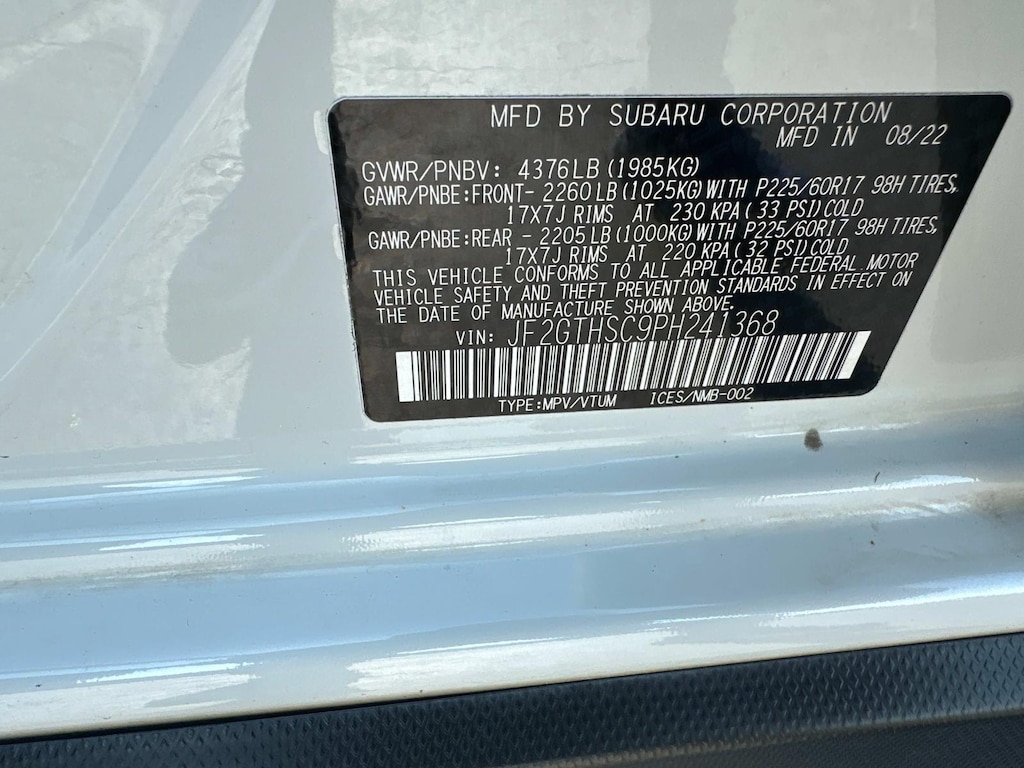 MFD BY SUBARU CORPORATION
MFD IN 08/22
GVWR/PNBV: 4376LB (1985KG)
GAWR/PNBE:FRONT- 2260LB (1025KG) WITH P225/60R17 98H TIRES,
17X7J RIMS AT 230 KPA (33 PSI) COLD
GAWR/PNBE:REAR - 2205LB (1000KG) WITH P225/60R17 98H TIRES,
17X7J RIMS AT 220 KPA (32 PSI) COLD
THIS VEHICLE CONFORMS TO ALL APPLICABLE FEDERAL MOTOR
VEHICLE SAFETY AND THEFT PREVENTION STANDARDS IN EFFECT ON
THE DATE OF MANUFACTURE SHOWN ABOVE.
VIN: JF2GTHSC9PH241368
TYPE:MPV/VTUM ICES/NMB-002